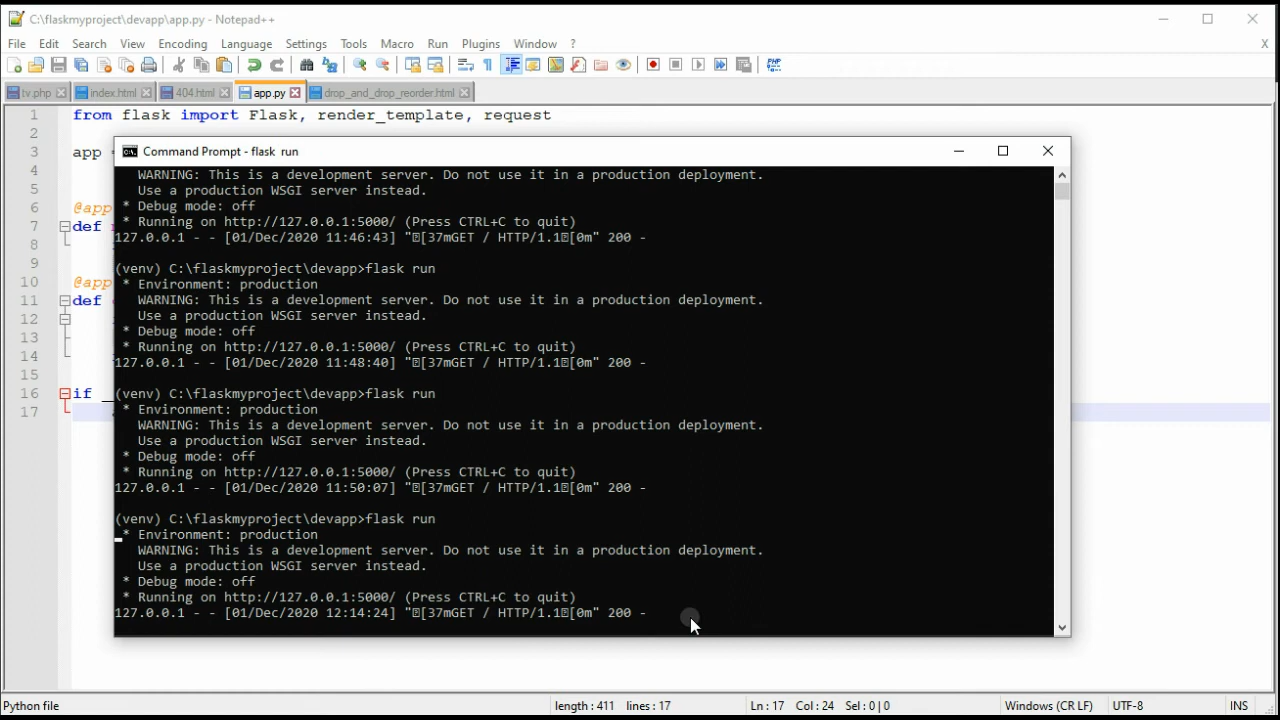 C:\flaskmyproject\devapp\app.py - Notepad++
File Edit Search View Encoding Language Settings Tools Macro Run Plugins Window ? X
tv.php index.html 404.html app.py drop_and_drop_reorder.html
1 from flask import Flask, render_template, request
2
3 app
4
5
6 @app
7 def
8
9
10 @app
11 def
12
13
14
15
16 if
17
Command Prompt - flask run
WARNING: This is a development server. Do not use it in a production deployment.
Use a production WSGI server instead.
* Debug mode: off
* Running on http://127.0.0.1:5000/ (Press CTRL+C to quit)
127.0.0.1 - - [01/Dec/2020 11:46:43] "[37mGET / HTTP/1.1[0m" 200 -
(venv) C:\flaskmyproject\devapp>flask run
* Environment: production
WARNING: This is a development server. Do not use it in a production deployment.
Use a production WSGI server instead.
* Debug mode: off
* Running on http://127.0.0.1:5000/ (Press CTRL+C to quit)
127.0.0.1 - - [01/Dec/2020 11:48:40] "[37mGET / HTTP/1.1[0m" 200 -
(venv) C:\flaskmyproject\devapp>flask run
* Environment: production
WARNING: This is a development server. Do not use it in a production deployment.
Use a production WSGI server instead.
* Debug mode: off
* Running on http://127.0.0.1:5000/ (Press CTRL+C to quit)
127.0.0.1 - - [01/Dec/2020 11:50:07] "[37mGET / HTTP/1.1[0m" 200 -
(venv) C:\flaskmyproject\devapp>flask run
* Environment: production
WARNING: This is a development server. Do not use it in a production deployment.
Use a production WSGI server instead.
* Debug mode: off
* Running on http://127.0.0.1:5000/ (Press CTRL+C to quit)
127.0.0.1 - - [01/Dec/2020 12:14:24] "[37mGET / HTTP/1.1[0m" 200 -
Python file length : 411 lines : 17 Ln : 17 Col : 24 Sel : 0 | 0 Windows (CR LF) UTF-8 INS